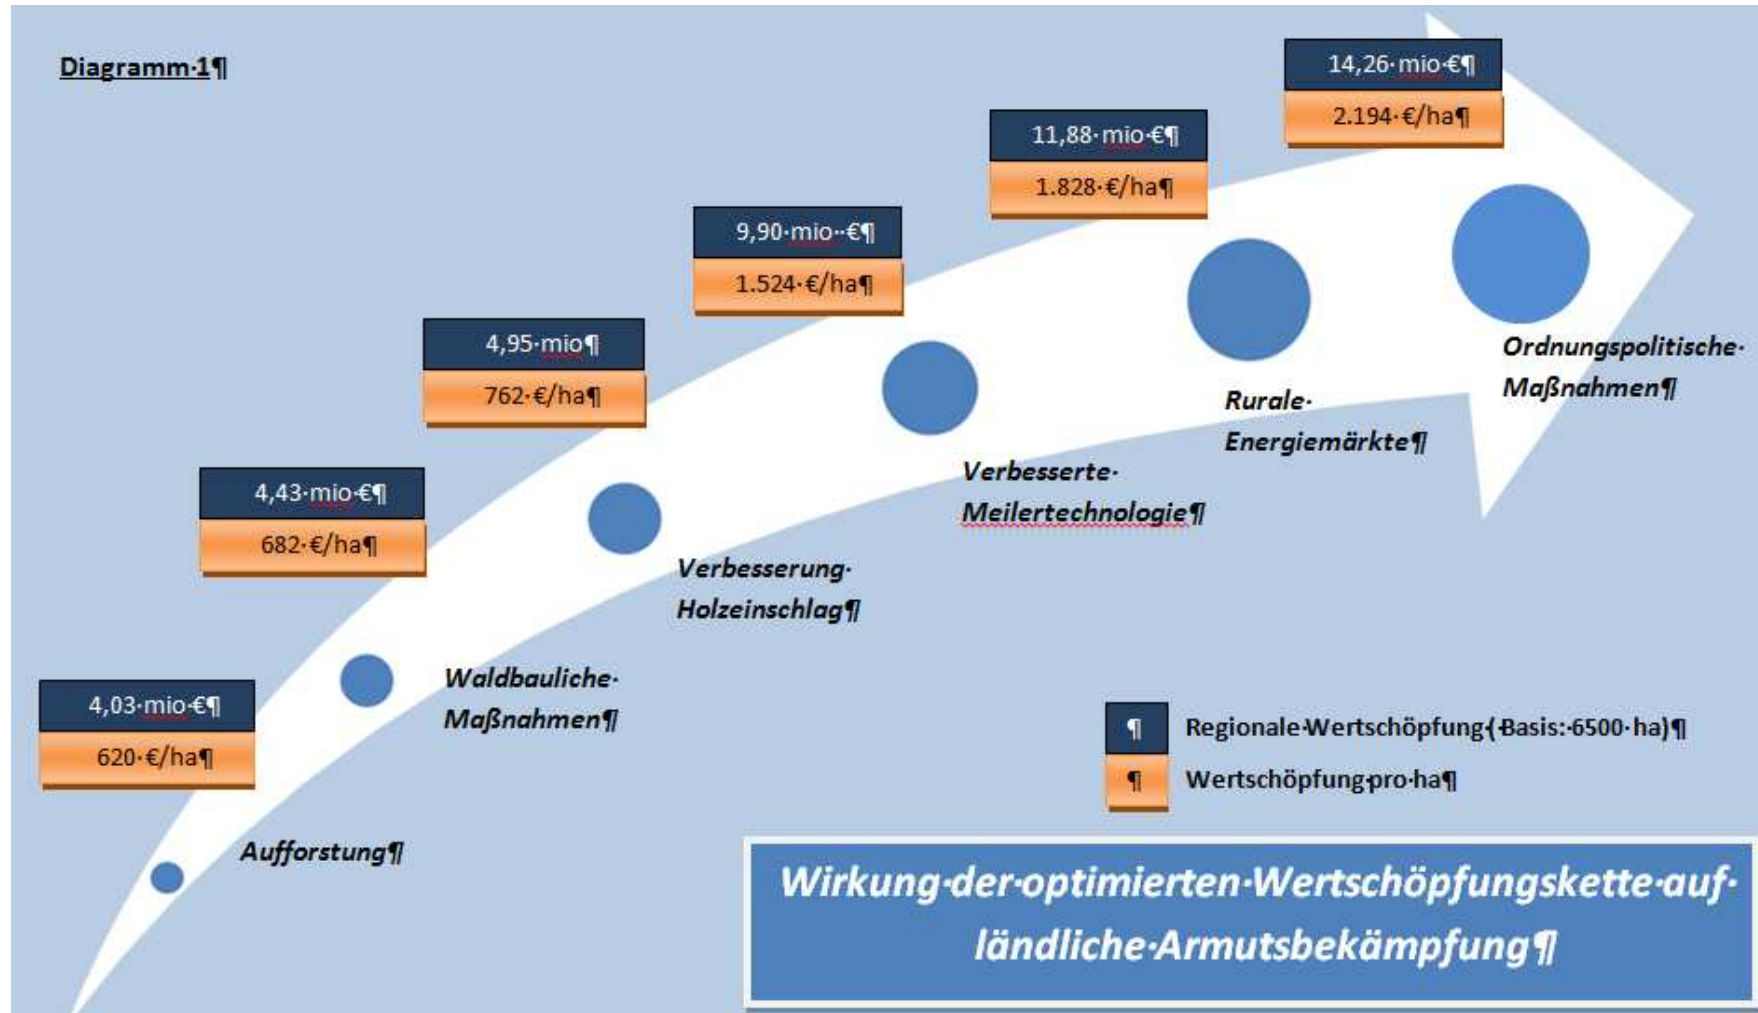 Diagramm·1¶
14,26·mio·€¶
2.194·€/ha¶
11,88·mio·€¶
1.828·€/ha¶
9,90·mio··€¶
1.524·€/ha¶
4,95·mio¶
762·€/ha¶
4,43·mio·€¶
682·€/ha¶
4,03·mio·€¶
620·€/ha¶
Ordnungspolitische·
Maßnahmen¶
Rurale·
Energiemärkte¶
Verbesserte·
Meilertechnologie¶
Verbesserung·
Holzeinschlag¶
Waldbauliche·
Maßnahmen¶
Aufforstung¶
¶ Regionale·Wertschöpfung·(·Basis:·6500·ha)¶
¶ Wertschöpfung·pro·ha¶
Wirkung·der·optimierten·Wertschöpfungskette·auf·
ländliche·Armutsbekämpfung¶